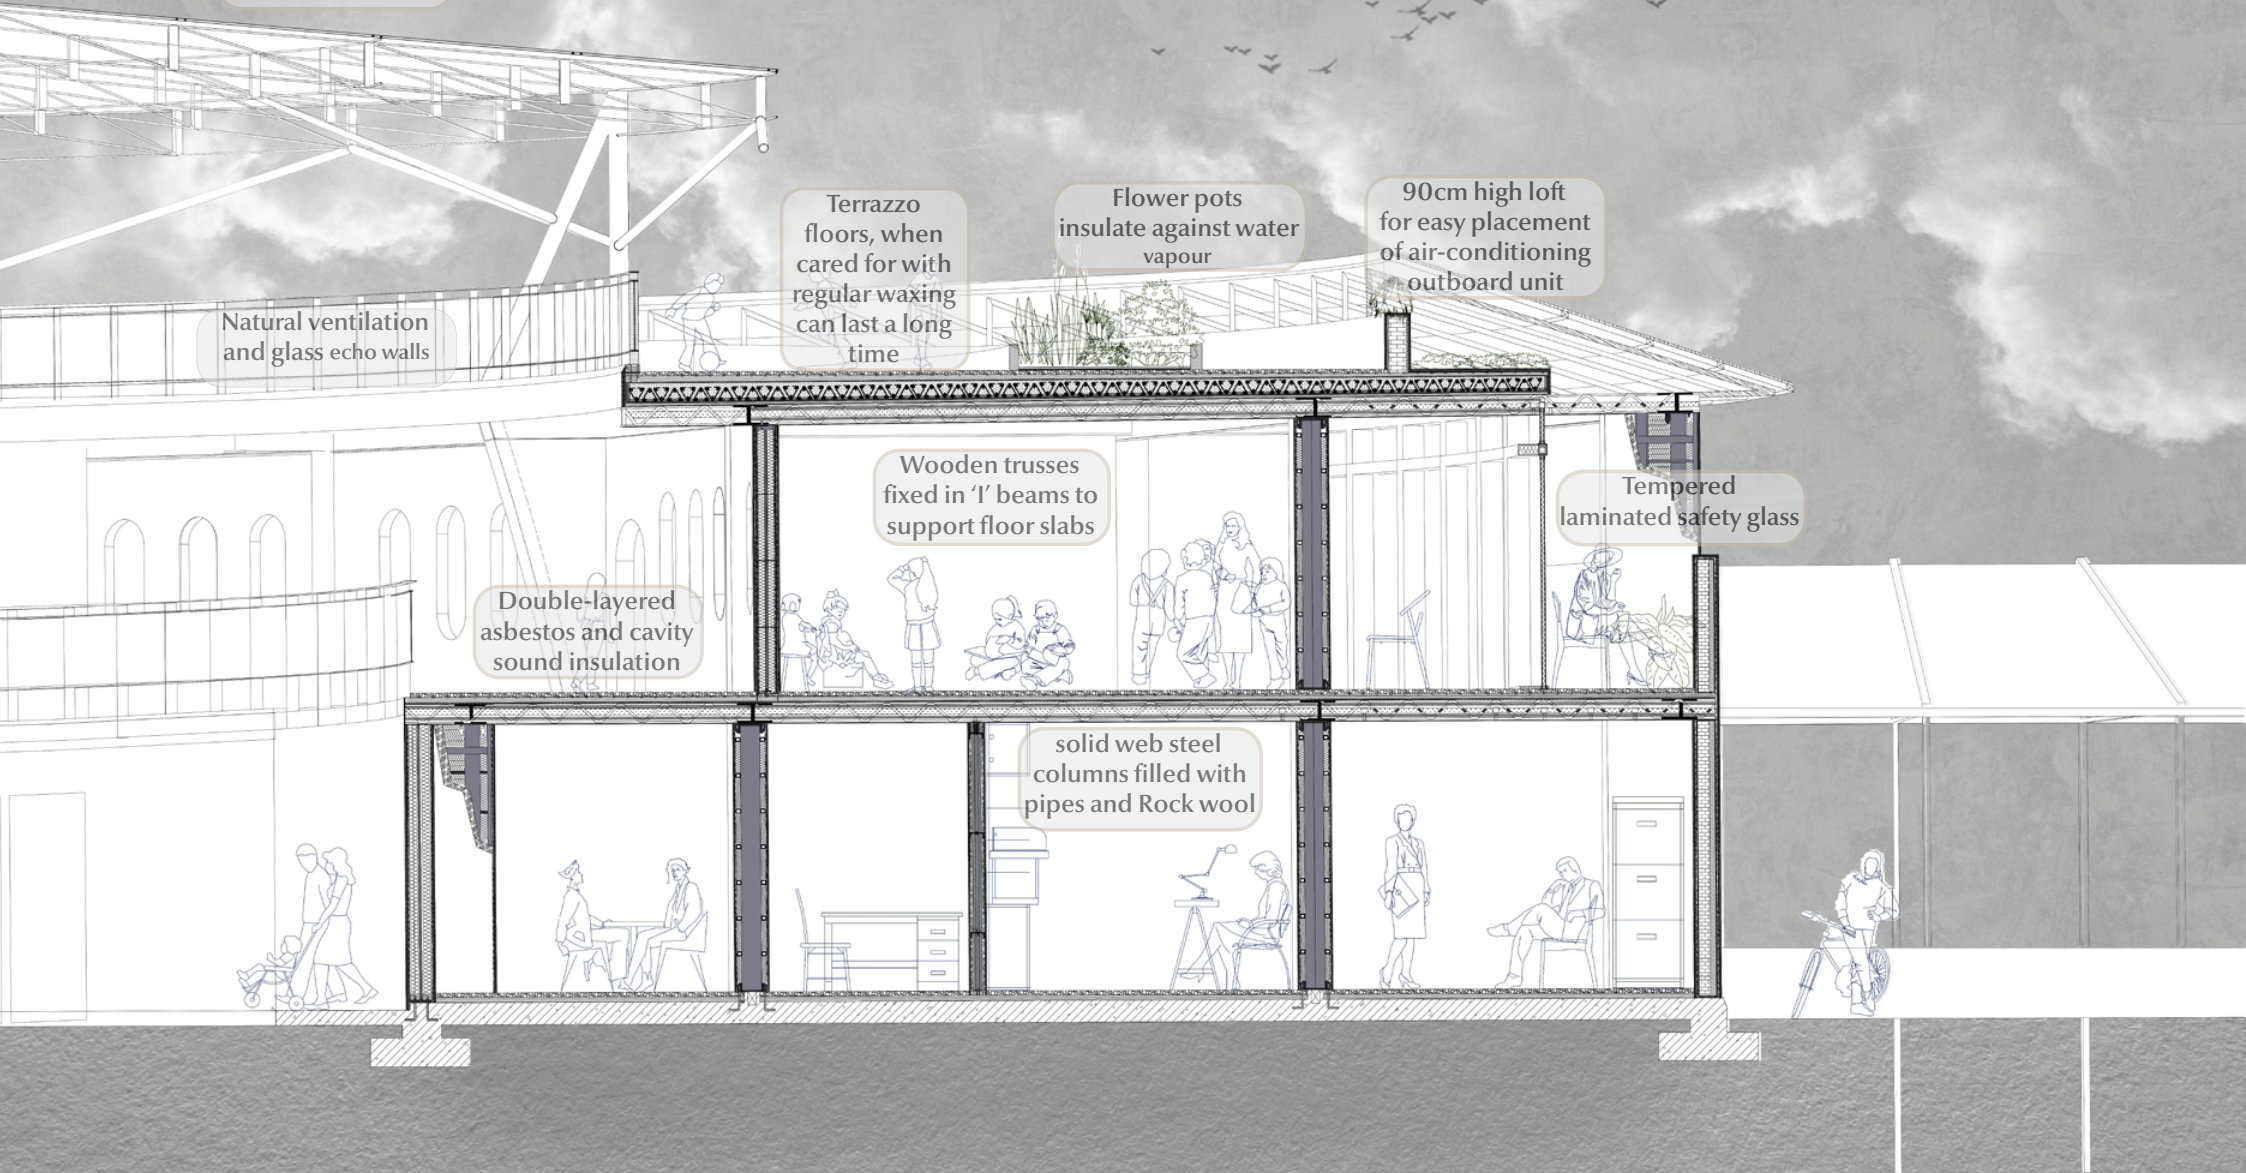 Terrazzo
floors, when
cared for with
regular waxing
can last a long
time
Flower pots
insulate against water
vapour
90cm high loft
for easy placement
of air-conditioning
outboard unit
Natural ventilation
and glass echo walls
Wooden trusses
fixed in ‘I’ beams to
support floor slabs
Tempered
laminated safety glass
Double-layered
asbestos and cavity
sound insulation
solid web steel
columns filled with
pipes and Rock wool